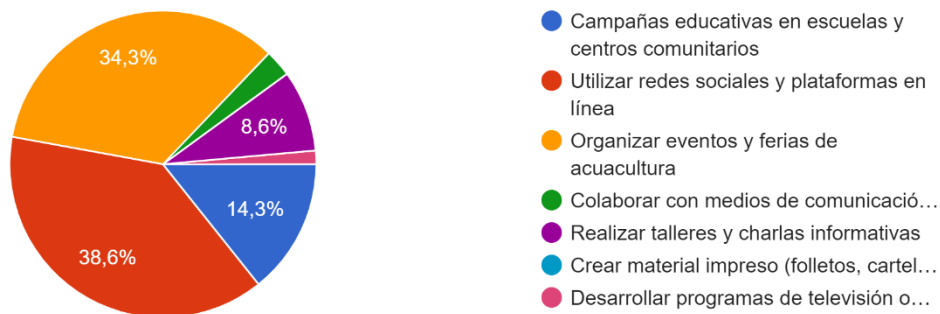 34,3%
8,6%
14,3%
38,6%
Campañas educativas en escuelas y
centros comunitarios
Utilizar redes sociales y plataformas en
línea
Organizar eventos y ferias de
acuacultura
Colaborar con medios de comunicació…
Realizar talleres y charlas informativas
Crear material impreso (folletos, cartel…
Desarrollar programas de televisión o…